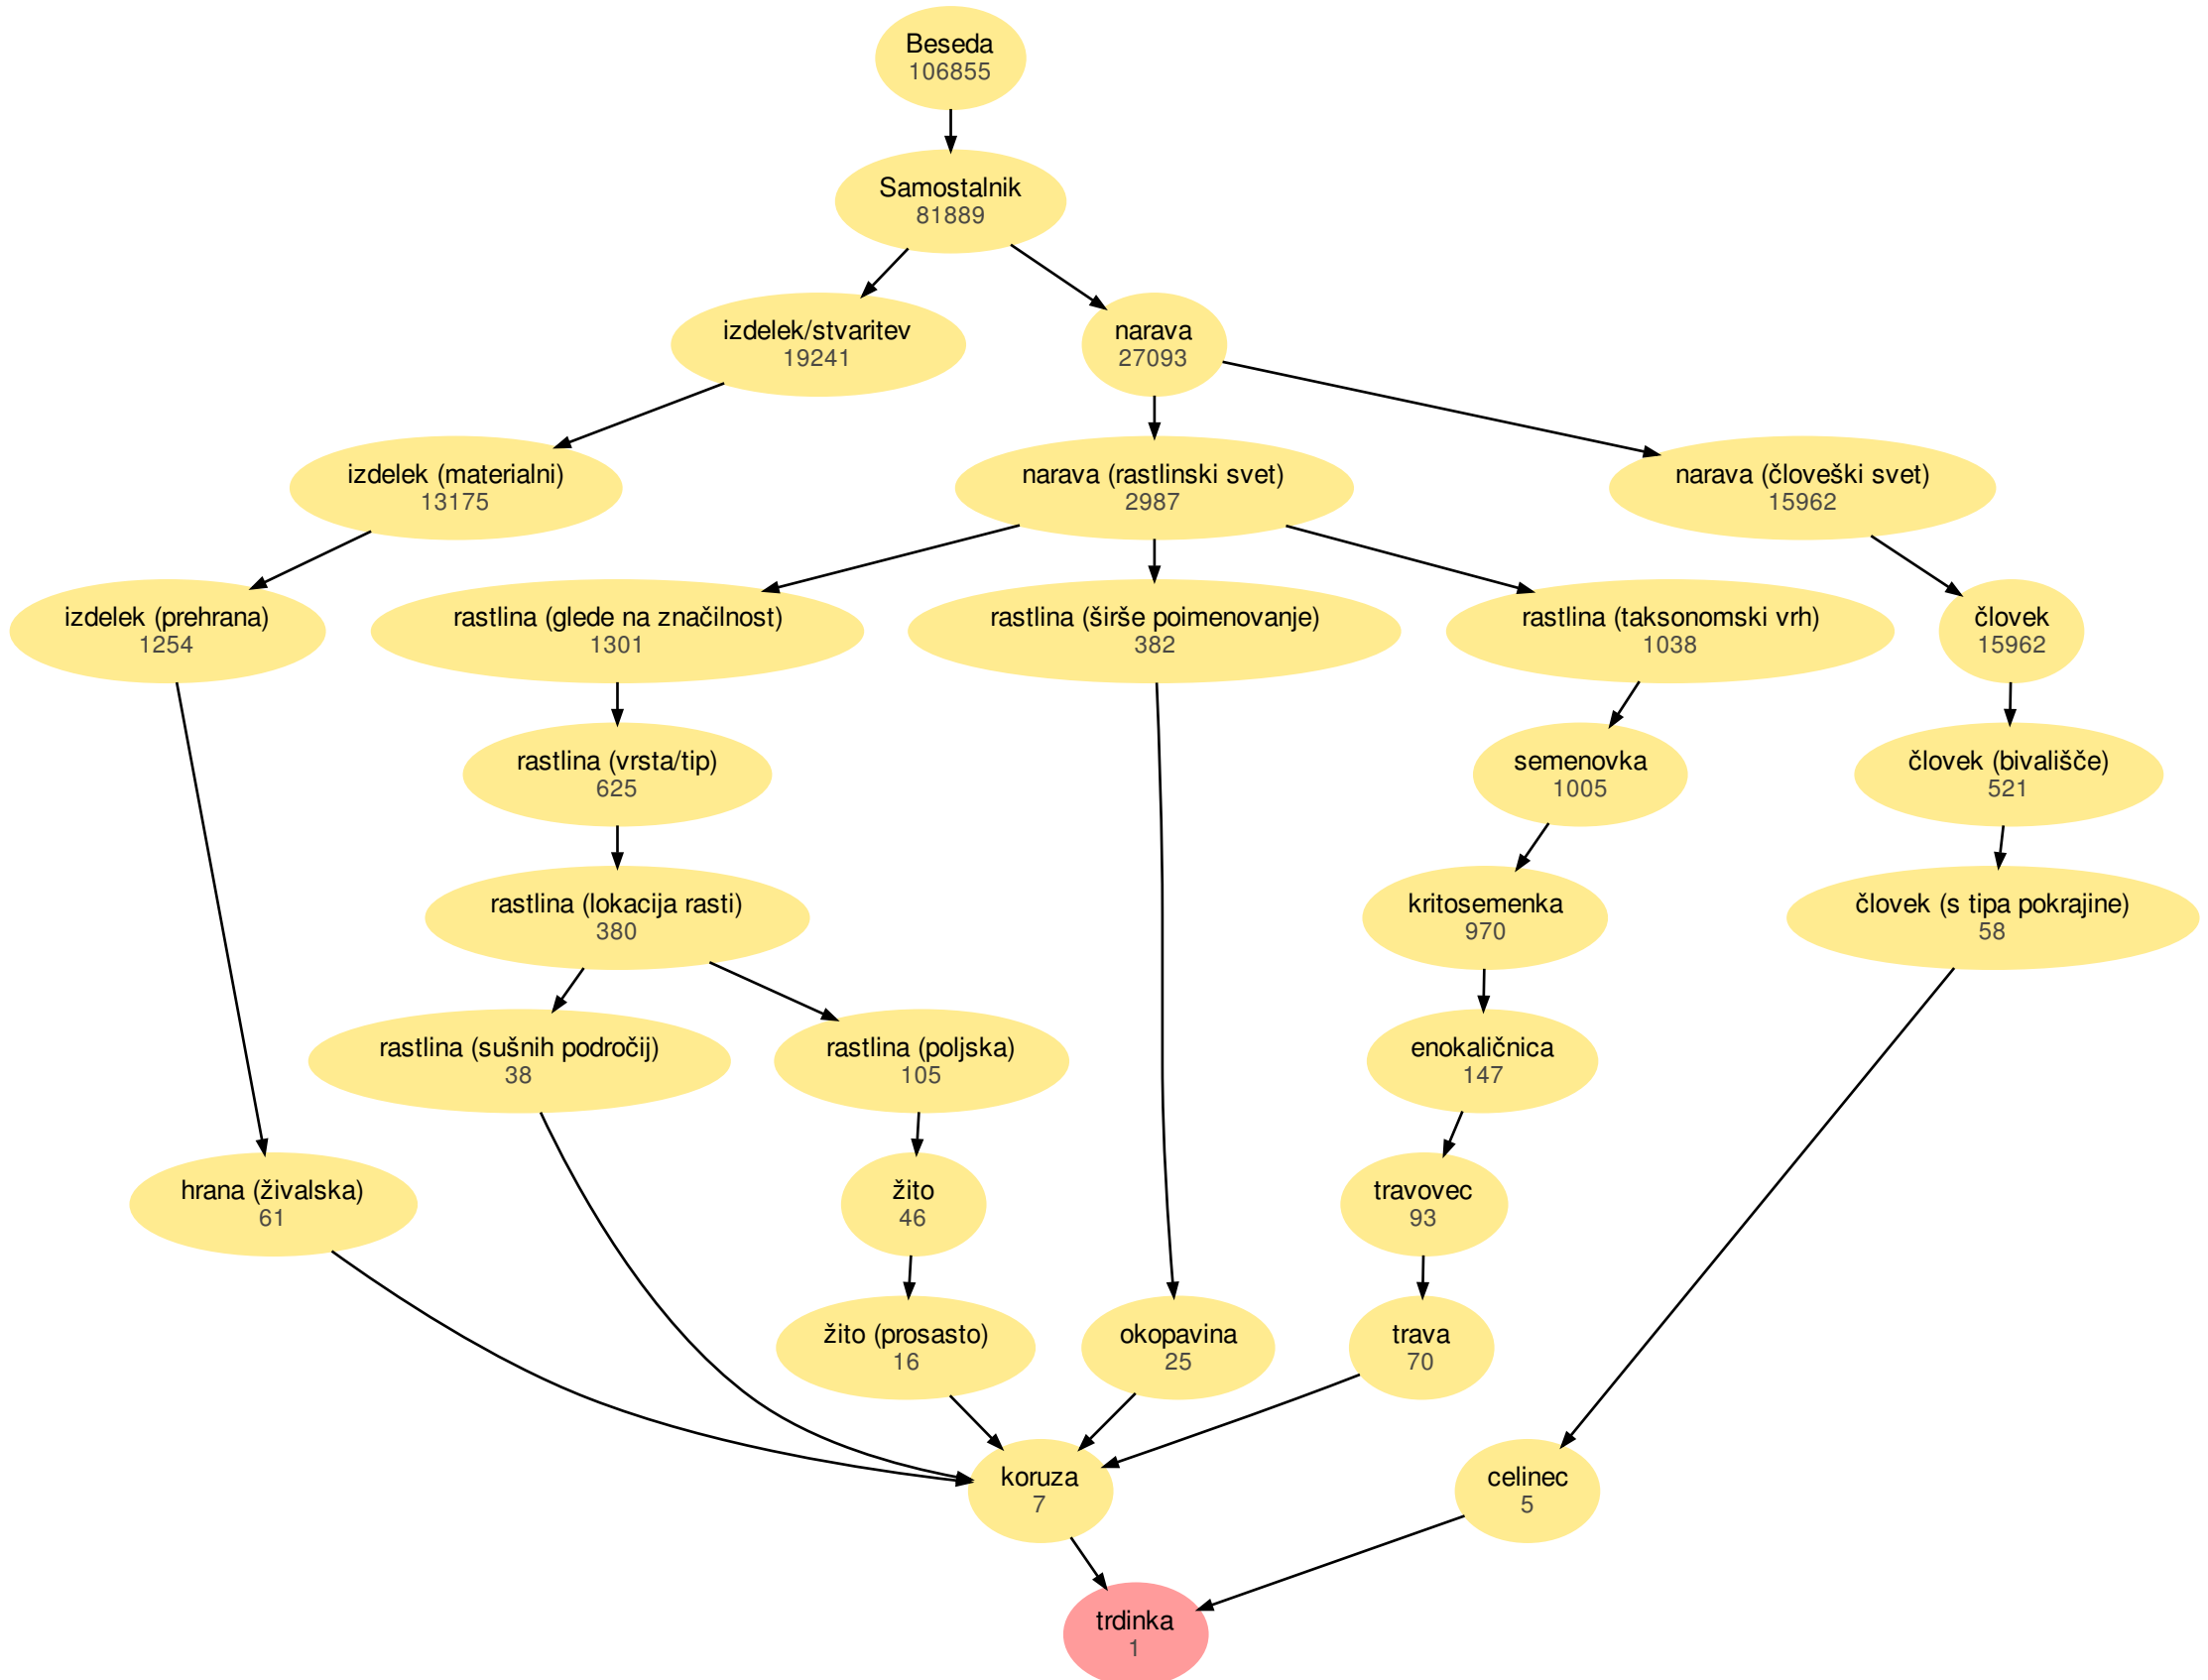 Beseda
106855
Samostalnik
81889
izdelek/stvaritev
19241
narava
27093
izdelek (materialni)
13175
narava (rastlinski svet)
2987
narava (človeški svet)
15962
izdelek (prehrana)
1254
rastlina (glede na značilnost)
1301
rastlina (širše poimenovanje)
382
rastlina (taksonomski vrh)
1038
človek
15962
rastlina (vrsta/tip)
625
semenovka
1005
človek (bivališče)
521
rastlina (lokacija rasti)
380
kritosemenka
970
človek (s tipa pokrajine)
58
rastlina (sušnih področij)
38
rastlina (poljska)
105
enokaličnica
147
hrana (živalska)
61
žito
46
travovec
93
žito (prosasto)
16
okopavina
25
trava
70
koruza
7
celinec
5
trdinka
1